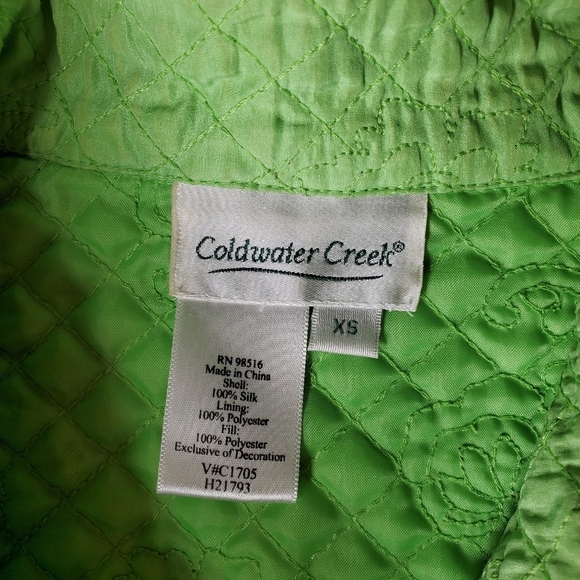 Coldwater Creek®
XS
RN 98516
Made in China
Shell:
100% Silk
Lining:
100% Polyester
Fill:
100% Polyester
Exclusive of Decoration
V#C1705
H21793